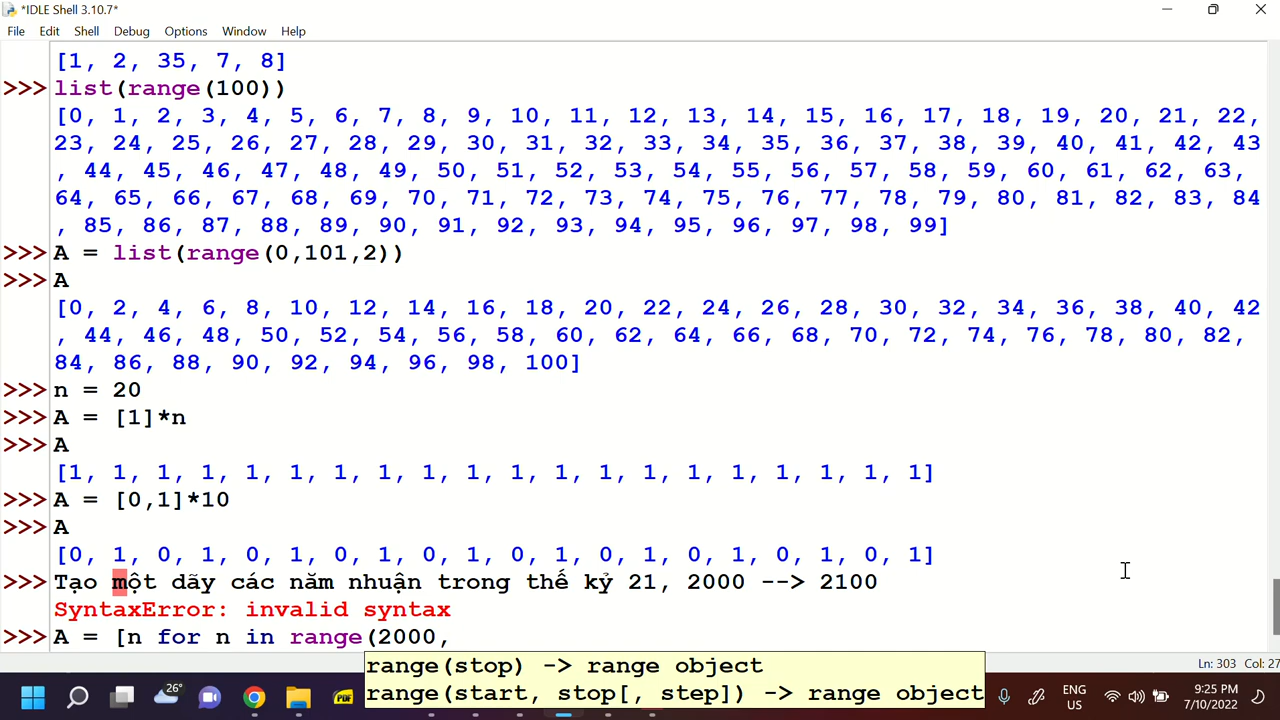 *IDLE Shell 3.10.7*
File Edit Shell Debug Options Window Help
[1, 2, 35, 7, 8]
>>> list(range(100))
[0, 1, 2, 3, 4, 5, 6, 7, 8, 9, 10, 11, 12, 13, 14, 15, 16, 17, 18, 19, 20, 21, 22,
23, 24, 25, 26, 27, 28, 29, 30, 31, 32, 33, 34, 35, 36, 37, 38, 39, 40, 41, 42, 43
, 44, 45, 46, 47, 48, 49, 50, 51, 52, 53, 54, 55, 56, 57, 58, 59, 60, 61, 62, 63,
64, 65, 66, 67, 68, 69, 70, 71, 72, 73, 74, 75, 76, 77, 78, 79, 80, 81, 82, 83, 84
, 85, 86, 87, 88, 89, 90, 91, 92, 93, 94, 95, 96, 97, 98, 99]
>>> A = list(range(0,101,2))
>>> A
[0, 2, 4, 6, 8, 10, 12, 14, 16, 18, 20, 22, 24, 26, 28, 30, 32, 34, 36, 38, 40, 42
, 44, 46, 48, 50, 52, 54, 56, 58, 60, 62, 64, 66, 68, 70, 72, 74, 76, 78, 80, 82,
84, 86, 88, 90, 92, 94, 96, 98, 100]
>>> n = 20
>>> A = [1]*n
>>> A
[1, 1, 1, 1, 1, 1, 1, 1, 1, 1, 1, 1, 1, 1, 1, 1, 1, 1, 1, 1]
>>> A = [0,1]*10
>>> A
[0, 1, 0, 1, 0, 1, 0, 1, 0, 1, 0, 1, 0, 1, 0, 1, 0, 1, 0, 1]
>>> Tạo một dãy các năm nhuận trong thế kỷ 21, 2000 --> 2100
SyntaxError: invalid syntax
>>> A = [n for n in range(2000,
range(stop) -> range object
range(start, stop[, step]) -> range object
Ln: 303 Col: 27
26°
PDF
ENG
US
9:25 PM
7/10/2022